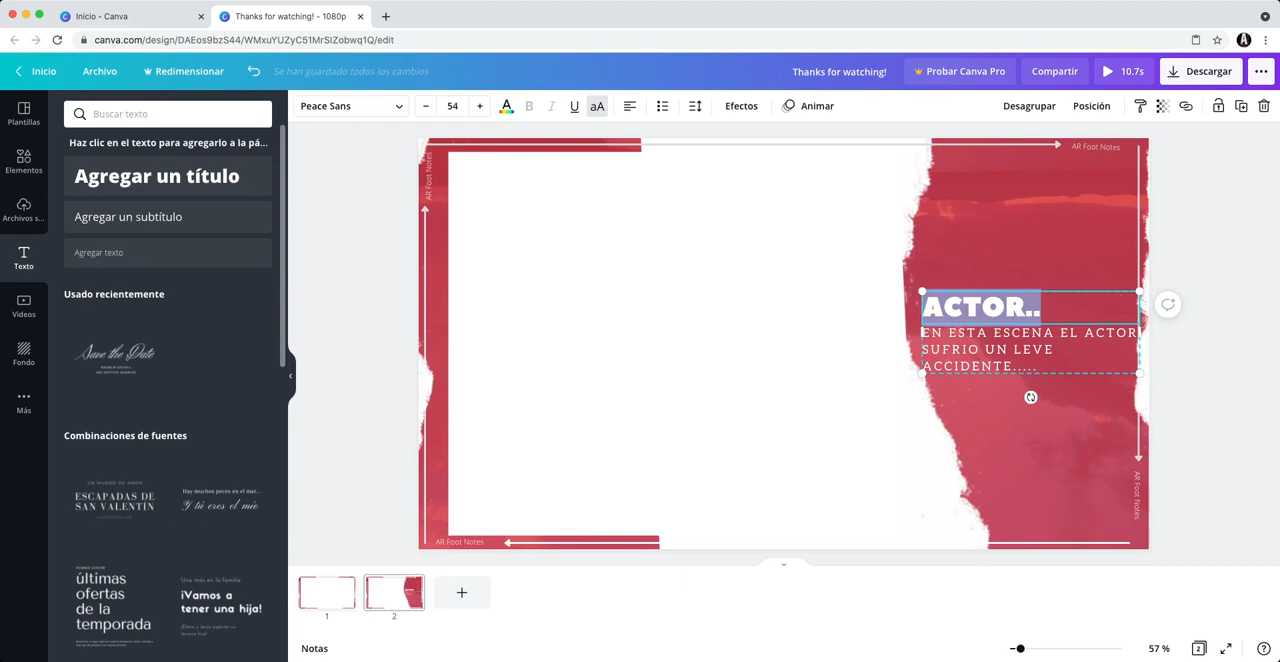 Inicio - Canva
Thanks for watching! - 1080p
canva.com/design/DAEos9bzS44/WMxuYUZyC51MrSIZobwq1Q/edit
Inicio
Archivo
Redimensionar
Se han guardado todos los cambios
Thanks for watching!
Probar Canva Pro
Compartir
10.7s
Descargar
Peace Sans
54
A
B
I
U
aA
Efectos
Animar
Desagrupar
Posición
Plantillas
Elementos
Archivos s...
Texto
Videos
Fondo
Más
Buscar texto
Haz clic en el texto para agregarlo a la pá...
Agregar un título
Agregar un subtítulo
Agregar texto
Usado recientemente
Save the Date
Combinaciones de fuentes
UN MUNDO DE AMOR
ESCAPADAS DE
SAN VALENTÍN
Hay muchos peces en el mar...
Y tú eres el mío
últimas
ofertas
de la
temporada
Una más en la familia
¡Vamos a
tener una hija!
AR Foot Notes
AR Foot Notes
ACTOR..
EN ESTA ESCENA EL ACTOR
SUFRIO UN LEVE
ACCIDENTE.....
AR Foot Notes
AR Foot Notes
1
2
Notas
57 %
2